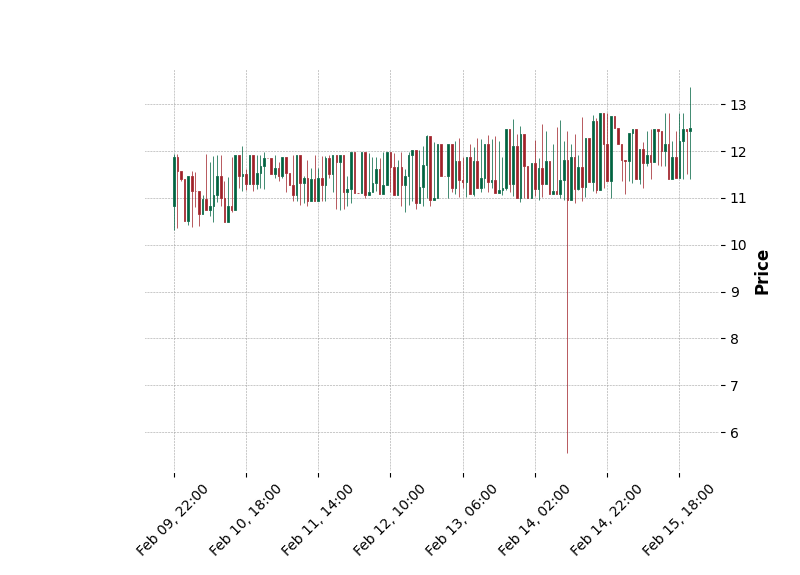 13
12
11
10
9
8
7
6
Price
Feb 09, 22:00
Feb 10, 18:00
Feb 11, 14:00
Feb 12, 10:00
Feb 13, 06:00
Feb 14, 02:00
Feb 14, 22:00
Feb 15, 18:00